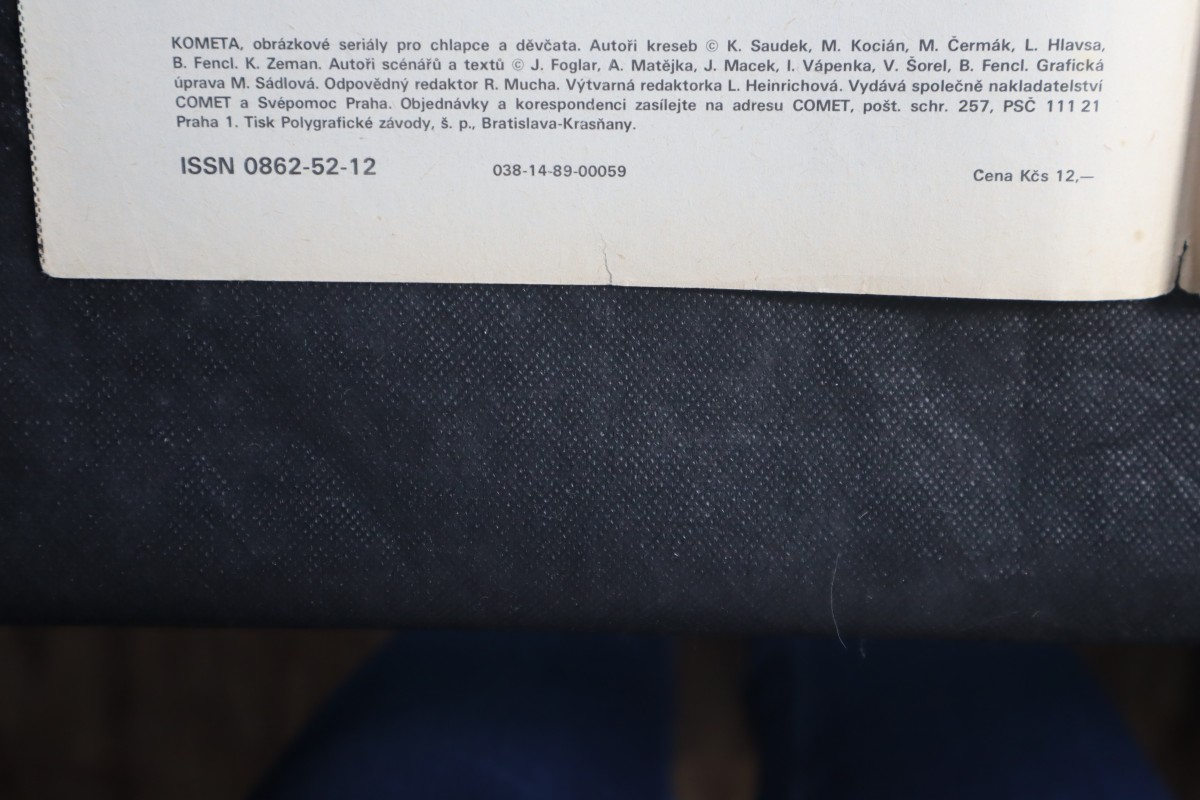 KOMETA, obrázkové seriály pro chlapce a děvčata. Autoři kreseb © K. Saudek, M. Kocián, M. Čermák, L. Hlavsa,
B. Fencl. K. Zeman. Autoři scénářů a textů © J. Foglar, A. Matějka, J. Macek, I. Vápenka, V. Šorel, B. Fencl. Grafická
úprava M. Sádlová. Odpovědný redaktor R. Mucha. Výtvarná redaktorka L. Heinrichová. Vydává společně nakladatelství
COMET a Svépomoc Praha. Objednávky a korespondenci zasílejte na adresu COMET, pošt. schr. 257, PSČ 111 21
Praha 1. Tisk Polygrafické závody, š. p., Bratislava-Krasňany.
ISSN 0862-52-12 038-14-89-00059 Cena Kčs 12,—